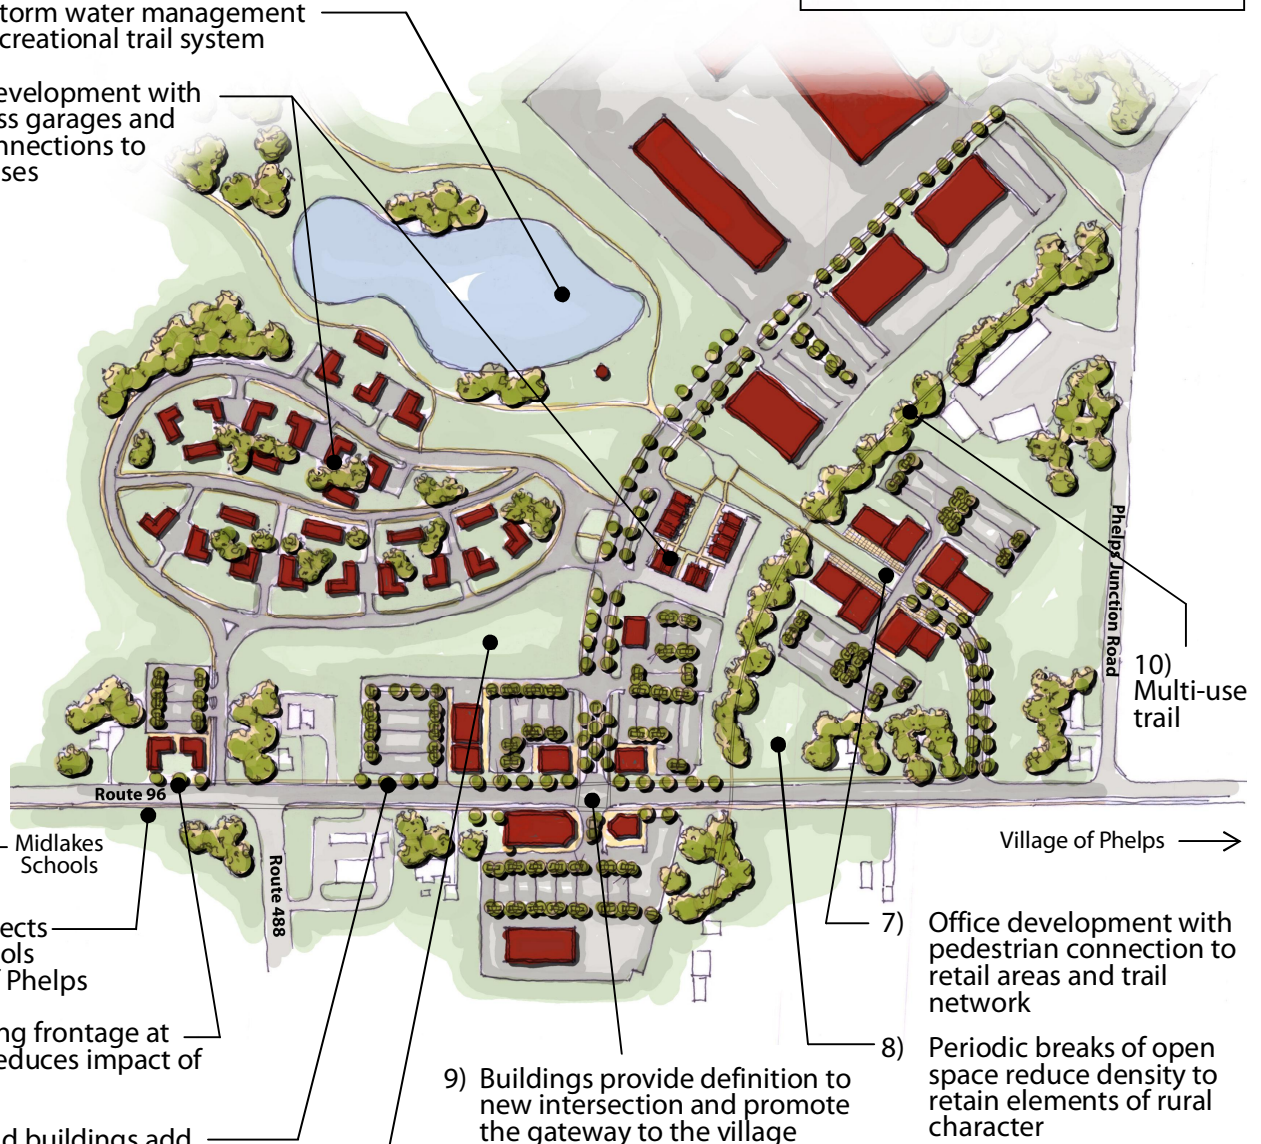 torm water management
creational trail system
evelopment with
ss garages and
nnections to
ses
Phelps Junction Road
10)
Multi-use
trail
Route 96
Midlakes
Schools
Route 488
Village of Phelps
ects
ols
f Phelps
ng frontage at
educes impact of
d buildings add
7) Office development with
pedestrian connection to
retail areas and trail
network
8) Periodic breaks of open
space reduce density to
retain elements of rural
character
9) Buildings provide definition to
new intersection and promote
the gateway to the village